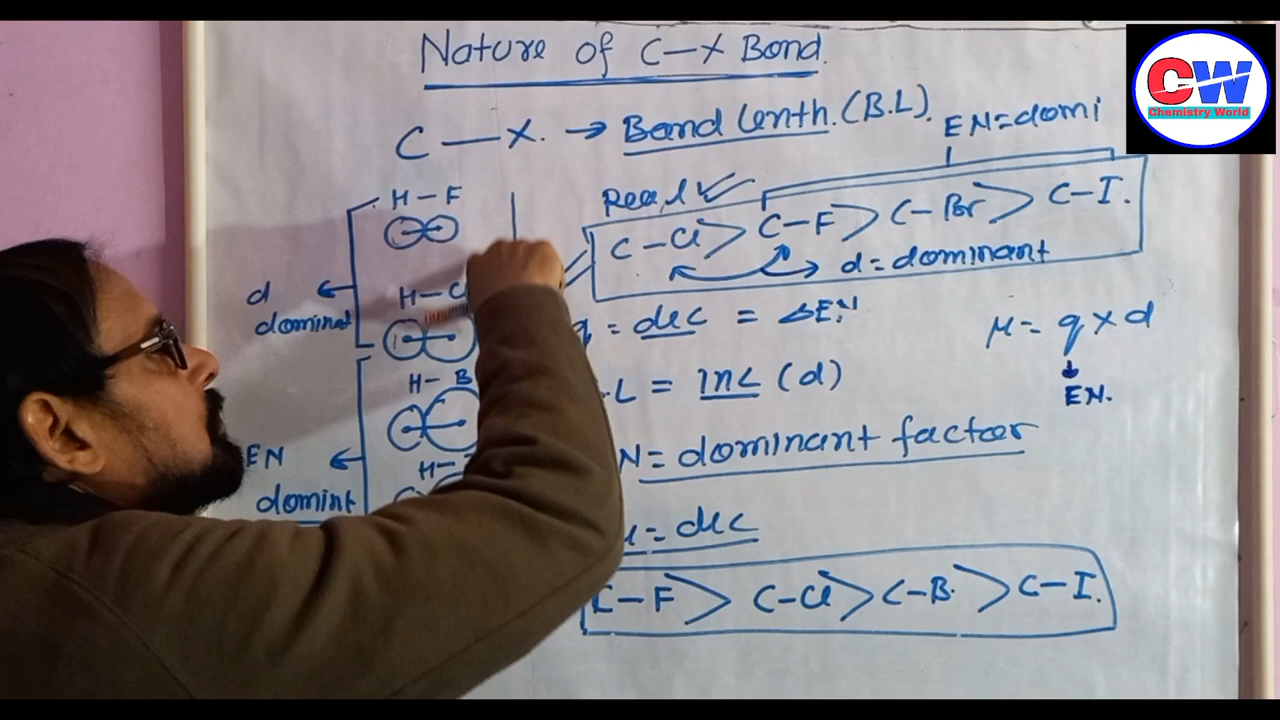 Nature of C-X Bond.
CW
Chemistry World
C — X. → Bond lenth. (B.L).
EN = domi
Real ✓
C-Cl > C-F > C-Br > C-I.
d = dominant
H-F
H-C
d
dominat
= dec = ΔEN
μ = q × d
↓
EN.
H-B
L = inc (d)
EN
domint
H-
N = dominant factor
= dec
C-F > C-Cl > C-B. > C-I.